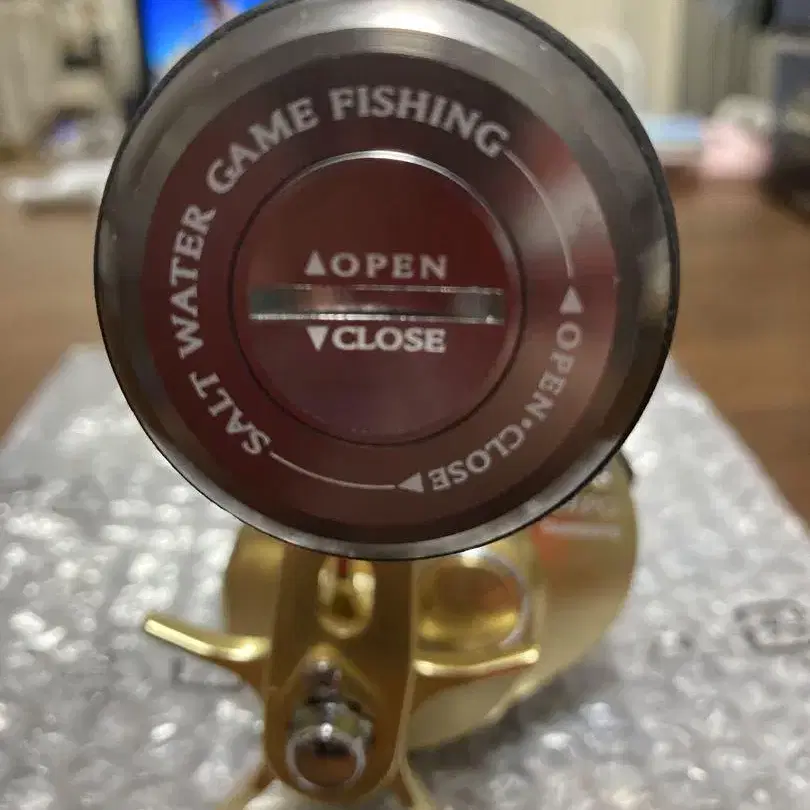 SALT WATER GAME FISHING
▲OPEN
▼CLOSE
▲OPEN·CLOSE▼